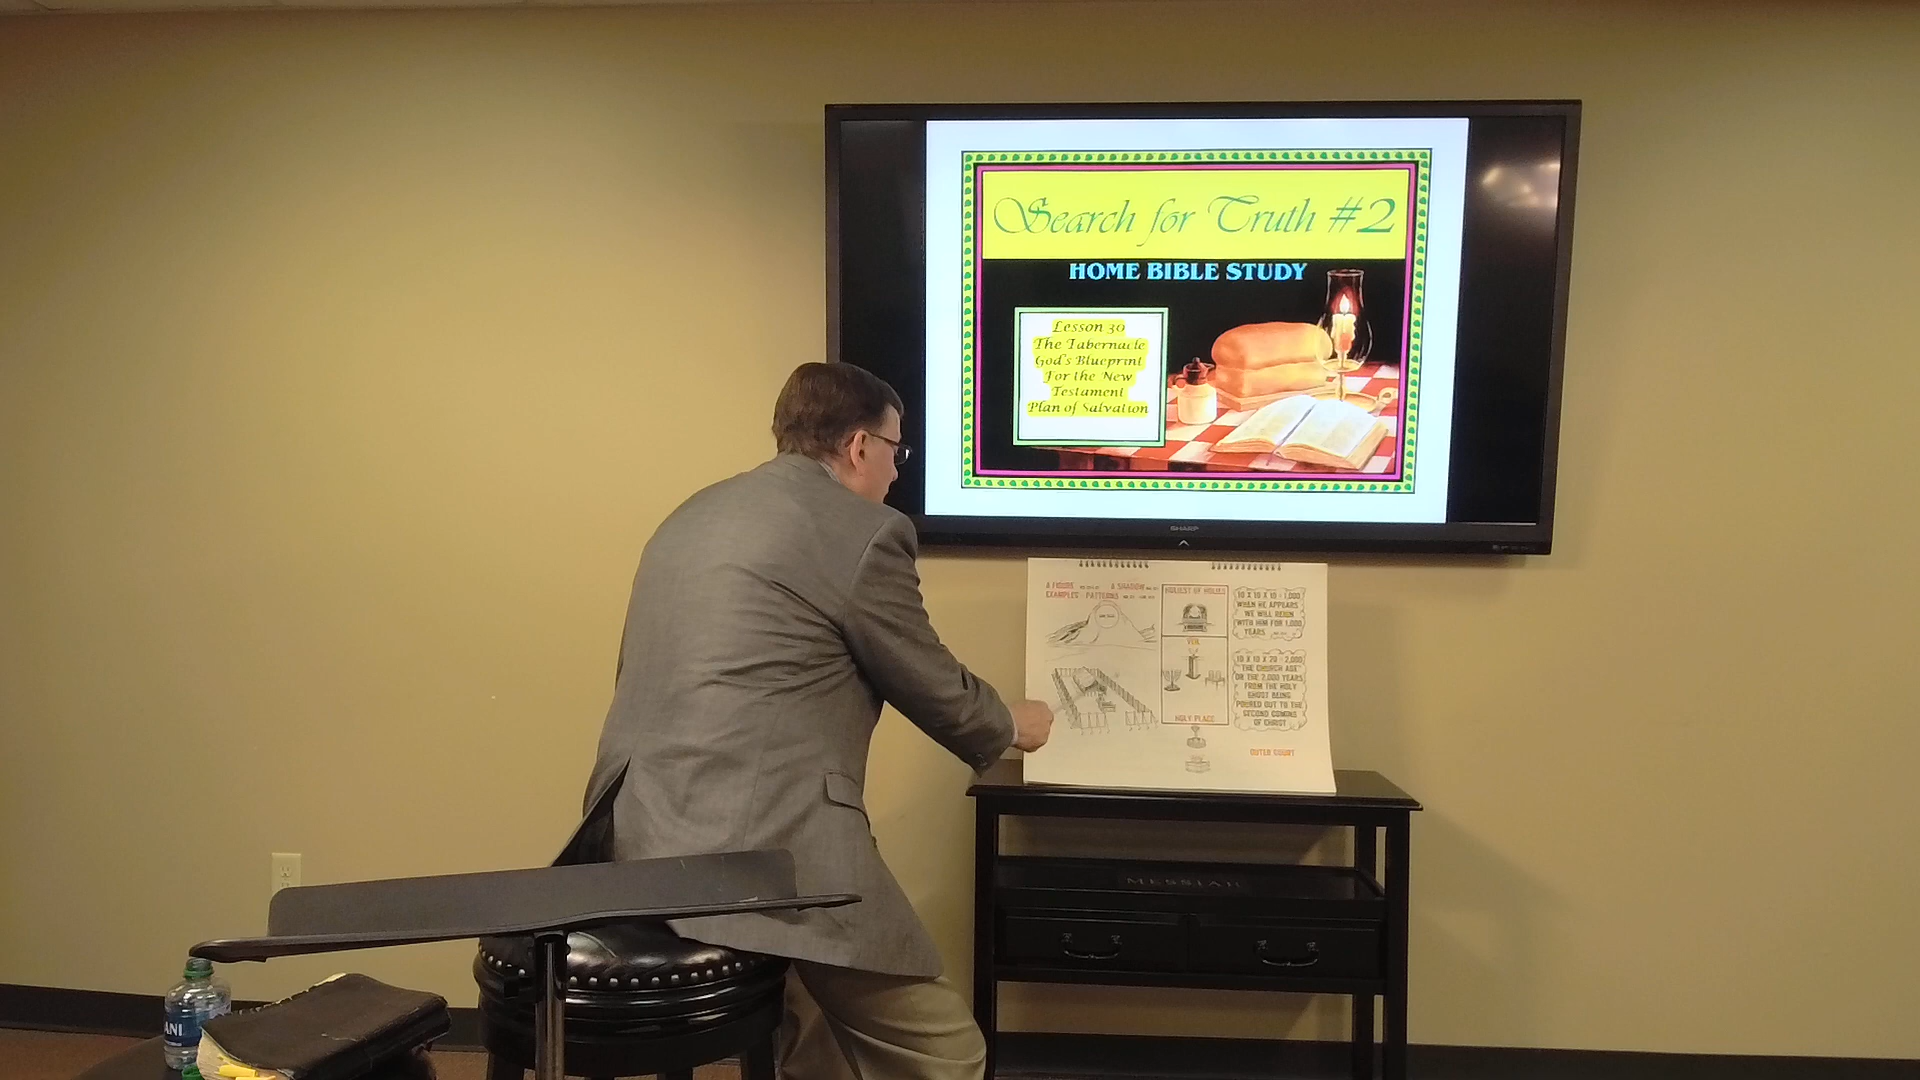 Search for Truth #2
HOME BIBLE STUDY
Lesson 30
The Tabernacle
God's Blueprint
For the New
Testament
Plan of Salvation
SHARP
A FIGURE
A SHADOW
EXAMPLES PATTERNS
HOLIEST OF HOLIES
VEIL
HOLY PLACE
10 X 10 X 10 = 1,000
WHEN HE APPEARS
WE WILL REIGN
WITH HIM FOR 1,000
YEARS
10 X 10 X 20 = 2,000
THE CHURCH AGE
OR THE 2,000 YEARS
FROM THE HOLY
GHOST BEING
POURED OUT TO THE
SECOND COMING
OF CHRIST
OUTER COURT
MESSIAH
ANI